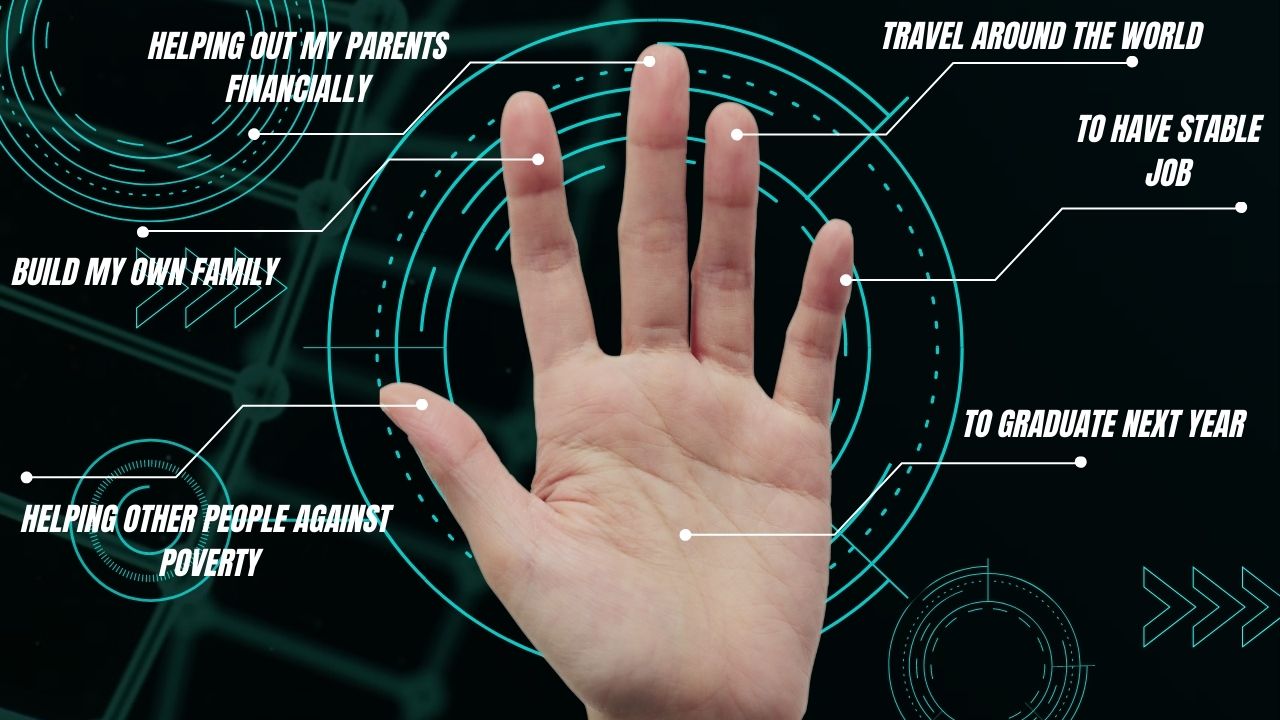 HELPING OUT MY PARENTS
FINANCIALLY
TRAVEL AROUND THE WORLD
TO HAVE STABLE
JOB
BUILD MY OWN FAMILY
TO GRADUATE NEXT YEAR
HELPING OTHER PEOPLE AGAINST
POVERTY